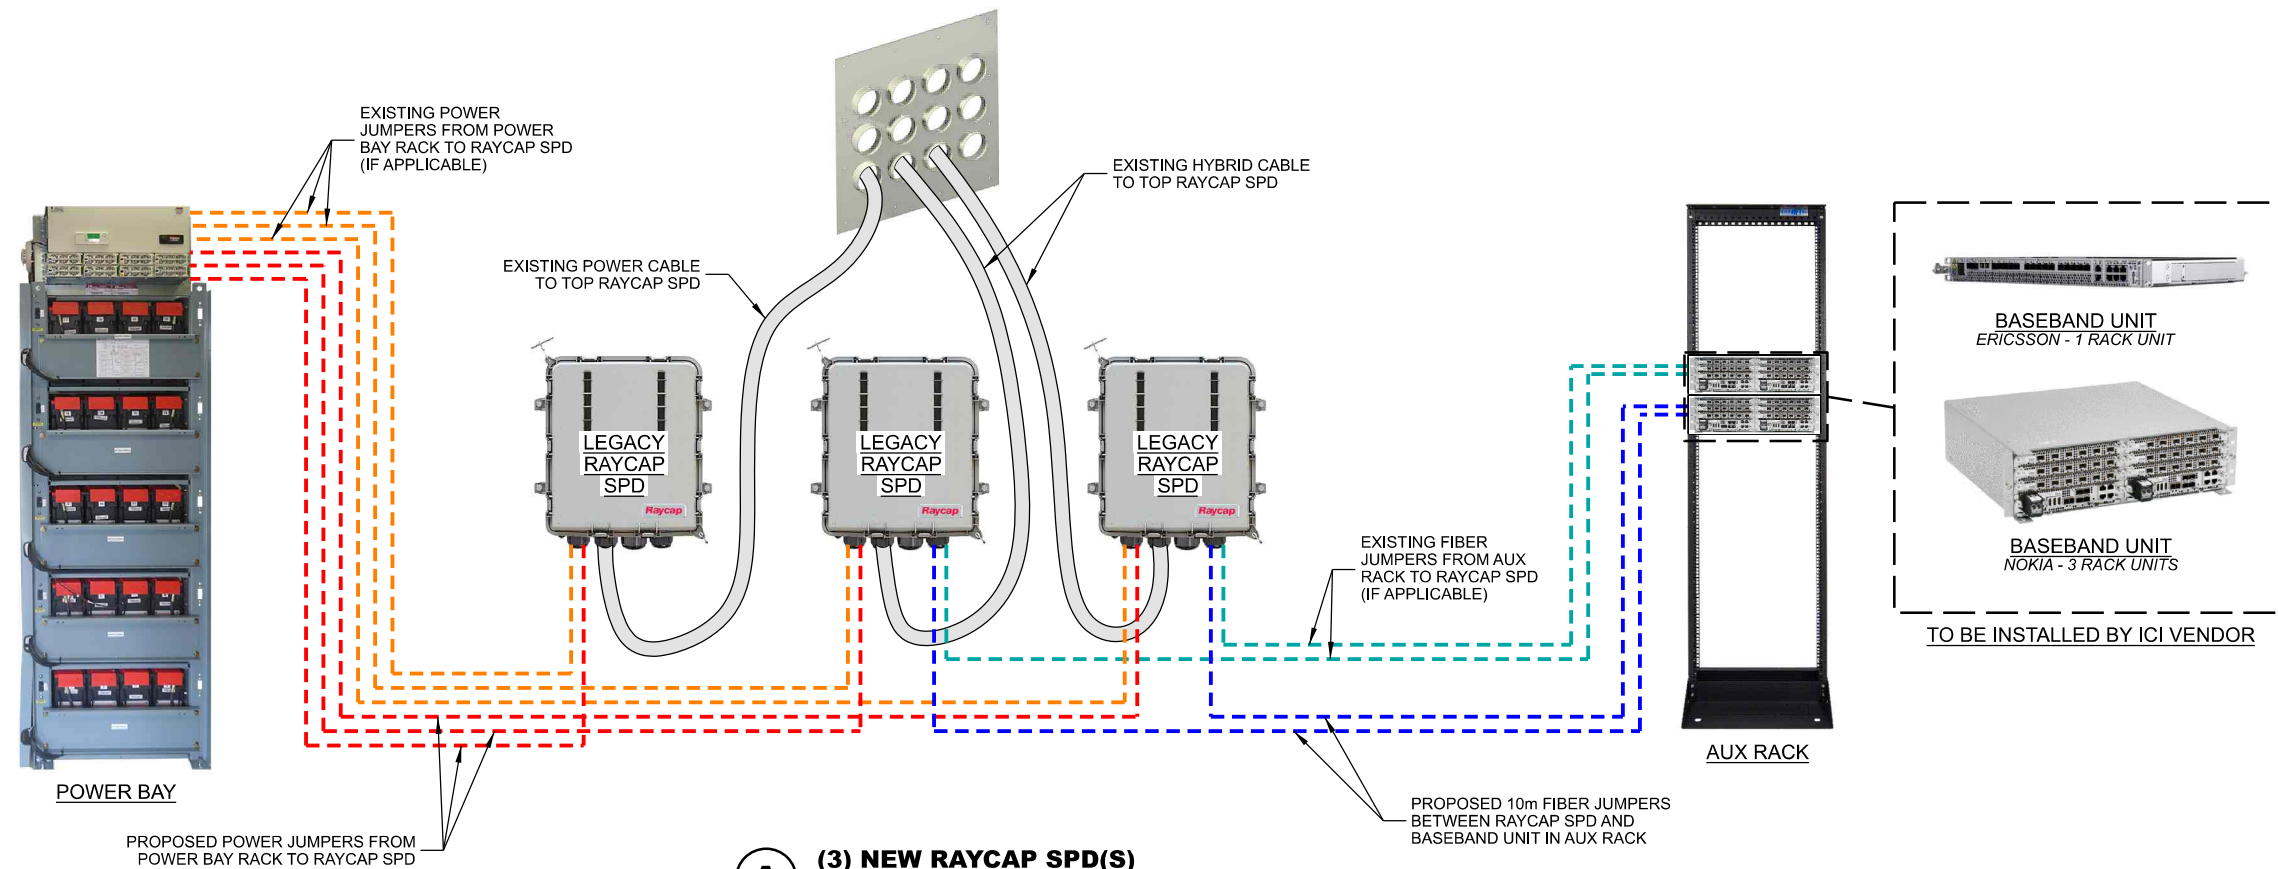 EXISTING POWER
JUMPERS FROM POWER
BAY RACK TO RAYCAP SPD
(IF APPLICABLE)
EXISTING HYBRID CABLE
TO TOP RAYCAP SPD
EXISTING POWER CABLE
TO TOP RAYCAP SPD
BASEBAND UNIT
ERICSSON - 1 RACK UNIT
LEGACY
RAYCAP
SPD
Raycap
LEGACY
RAYCAP
SPD
Raycap
LEGACY
RAYCAP
SPD
Raycap
EXISTING FIBER
JUMPERS FROM AUX
RACK TO RAYCAP SPD
(IF APPLICABLE)
BASEBAND UNIT
NOKIA - 3 RACK UNITS
TO BE INSTALLED BY ICI VENDOR
AUX RACK
POWER BAY
PROPOSED POWER JUMPERS FROM
POWER BAY RACK TO RAYCAP SPD
PROPOSED 10m FIBER JUMPERS
BETWEEN RAYCAP SPD AND
BASEBAND UNIT IN AUX RACK
(3) NEW RAYCAP SPD(S)